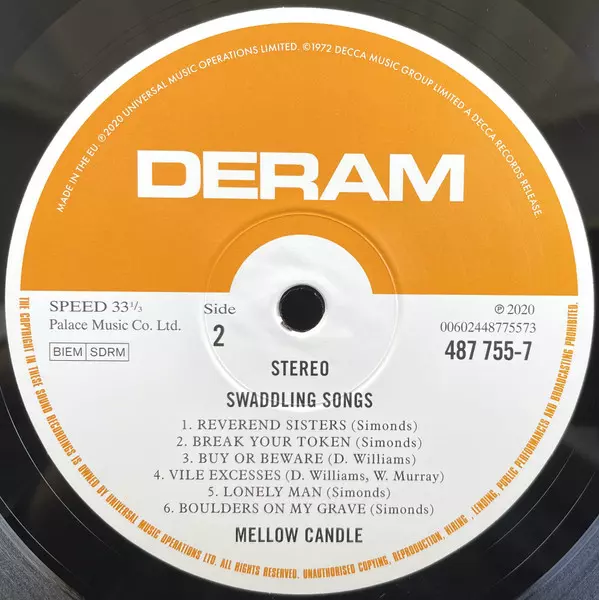 MADE IN THE EU. ℗2020 UNIVERSAL MUSIC OPERATIONS LIMITED. ©1972 DECCA MUSIC GROUP LIMITED A DECCA RECORDS RELEASE.
DERAM
SPEED 33 1/3
Palace Music Co. Ltd.
BIEM SDRM
Side
2
℗ 2020
00602448775573
487 755-7
STEREO
SWADDLING SONGS
1. REVEREND SISTERS (Simonds)
2. BREAK YOUR TOKEN (Simonds)
3. BUY OR BEWARE (D. Williams)
4. VILE EXCESSES (D. Williams, W. Murray)
5. LONELY MAN (Simonds)
6. BOULDERS ON MY GRAVE (Simonds)
MELLOW CANDLE
THE COPYRIGHT IN THESE SOUND RECORDINGS IS OWNED BY UNIVERSAL MUSIC OPERATIONS LTD. ALL RIGHTS RESERVED. UNAUTHORISED COPYING, REPRODUCTION, HIRING, LENDING, PUBLIC PERFORMANCES AND BROADCASTING PROHIBITED.